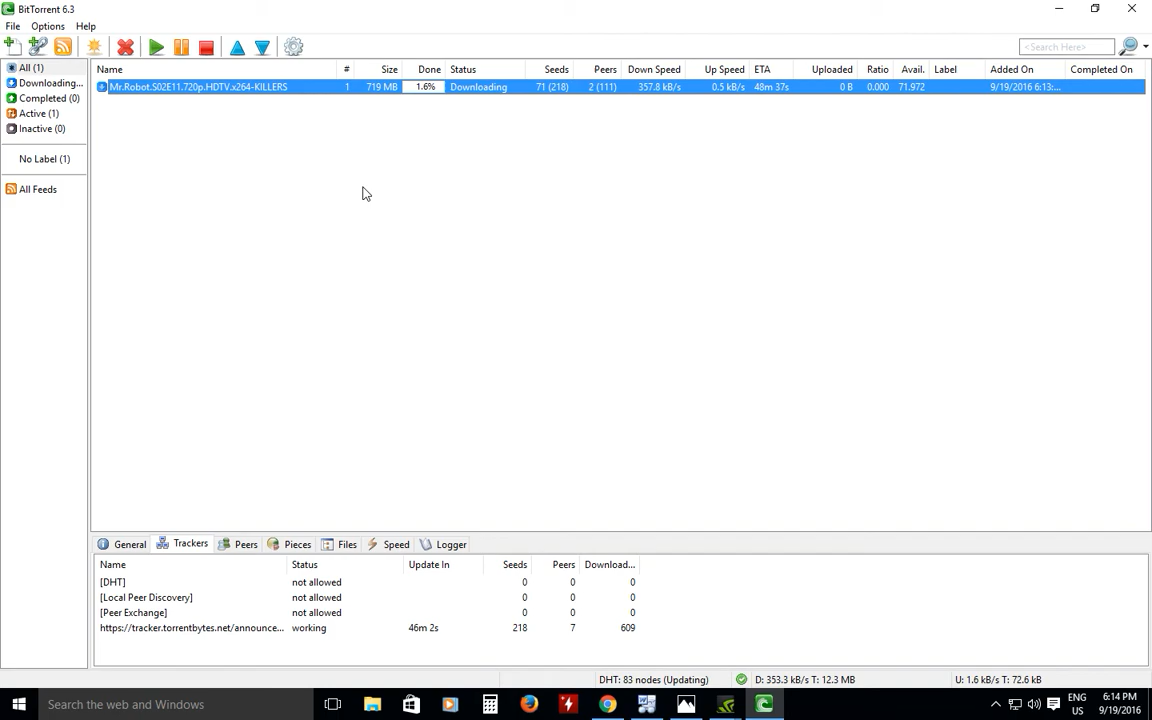 BitTorrent 6.3
File Options Help
<Search Here>
All (1)
Downloading...
Completed (0)
Active (1)
Inactive (0)
No Label (1)
All Feeds
Name # Size Done Status Seeds Peers Down Speed Up Speed ETA Uploaded Ratio Avail. Label Added On Completed On
Mr.Robot.S02E11.720p.HDTV.x264-KILLERS 1 719 MB 1.6% Downloading 71 (218) 2 (111) 357.8 kB/s 0.5 kB/s 48m 37s 0 B 0.000 71.972 9/19/2016 6:13:...
General Trackers Peers Pieces Files Speed Logger
Name Status Update In Seeds Peers Download...
[DHT] not allowed 0 0 0
[Local Peer Discovery] not allowed 0 0 0
[Peer Exchange] not allowed 0 0 0
https://tracker.torrentbytes.net/announce... working 46m 2s 218 7 609
DHT: 83 nodes (Updating) D: 353.3 kB/s T: 12.3 MB U: 1.6 kB/s T: 72.6 kB
Search the web and Windows
ENG
US
6:14 PM
9/19/2016